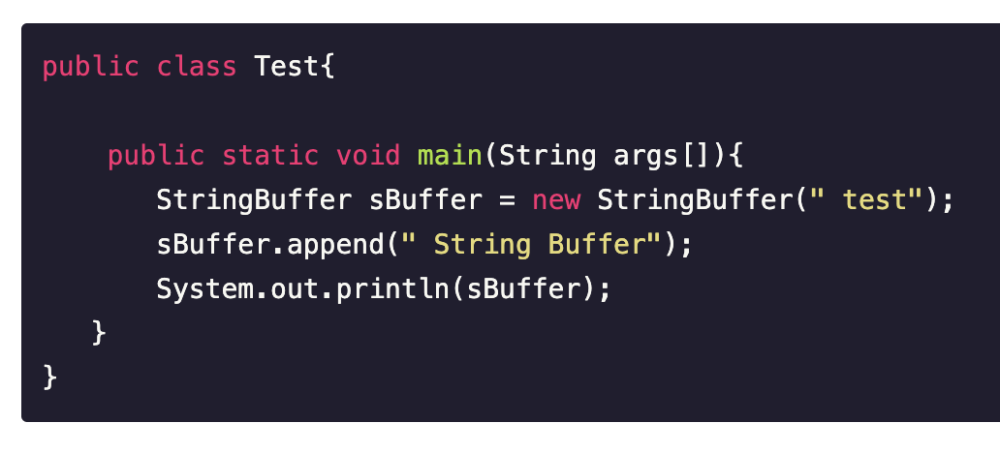 public class Test{
    public static void main(String args[]){
       StringBuffer sBuffer = new StringBuffer(" test");
       sBuffer.append(" String Buffer");
       System.out.println(sBuffer);
   }
}